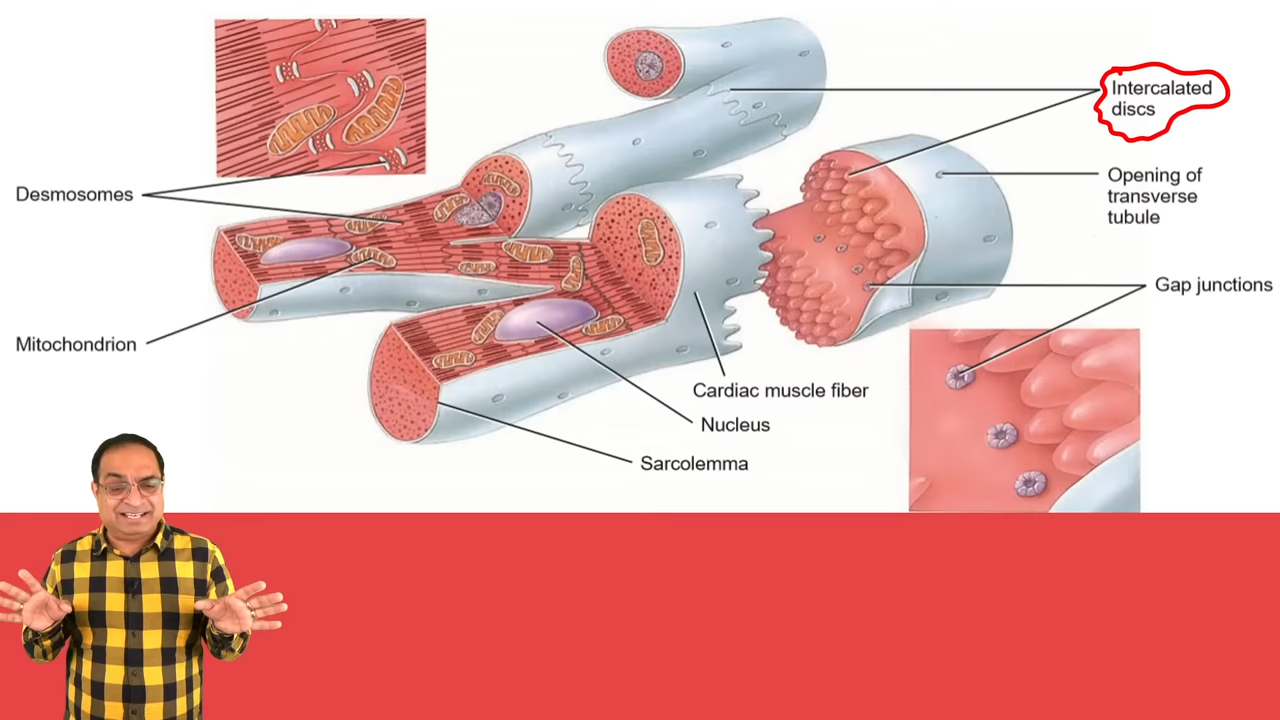 Intercalated
discs
Desmosomes
Opening of
transverse
tubule
Gap junctions
Mitochondrion
Cardiac muscle fiber
Nucleus
Sarcolemma